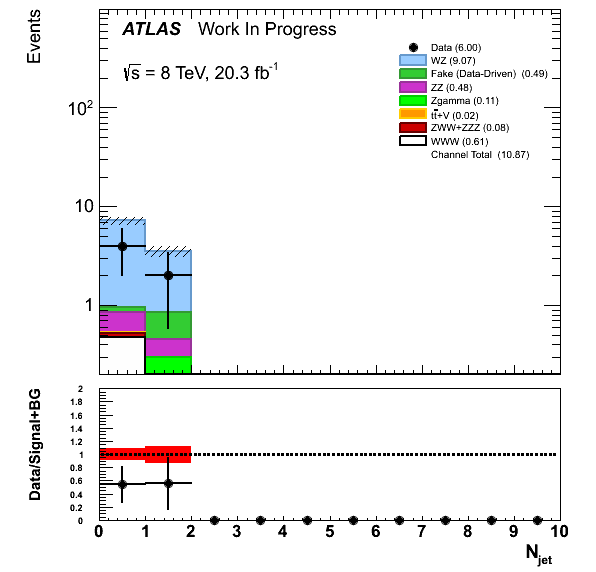 Events
ATLAS Work In Progress
√s = 8 TeV, 20.3 fb⁻¹
Data (6.00)
WZ (9.07)
Fake (Data-Driven) (0.49)
ZZ (0.48)
Zgamma (0.11)
tt̄+V (0.02)
ZWW+ZZZ (0.08)
WWW (0.61)
Channel Total (10.87)
10²
10
1
Data/Signal+BG
2
1.8
1.6
1.4
1.2
1
0.8
0.6
0.4
0.2
0
0 1 2 3 4 5 6 7 8 9 10
N_jet